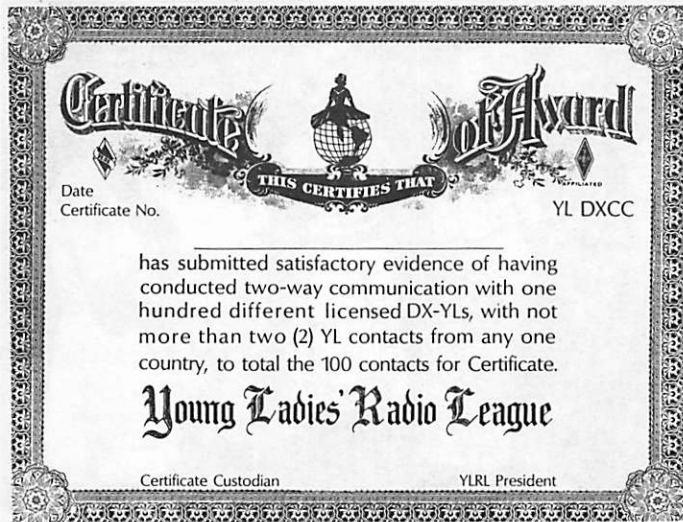 Certificate of Award
THIS CERTIFIES THAT
AFFILIATED
Date
Certificate No.
YL DXCC
has submitted satisfactory evidence of having
conducted two-way communication with one
hundred different licensed DX-YLs, with not
more than two (2) YL contacts from any one
country, to total the 100 contacts for Certificate.
Young Ladies' Radio League
Certificate Custodian
YLRL President